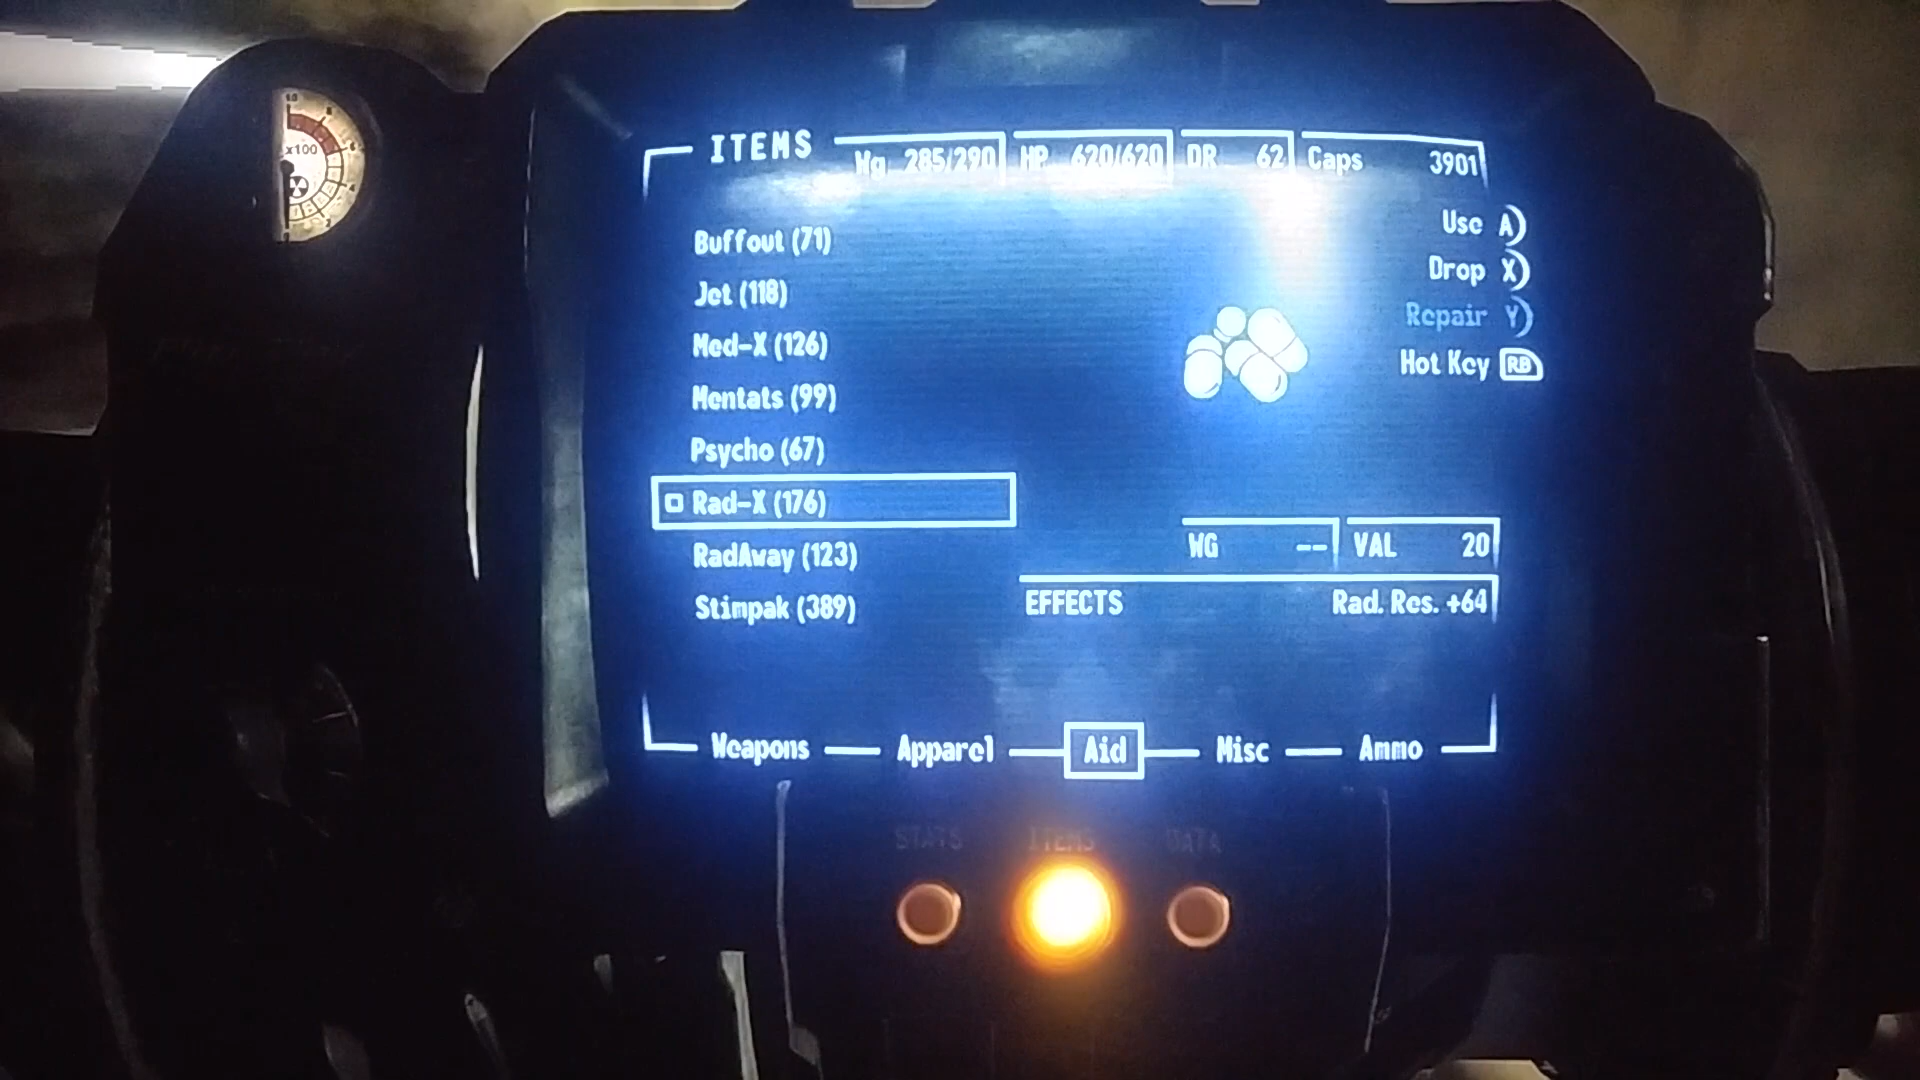 ITEMS Wg 285/290 HP 620/620 DR 62 Caps 3901
Use A)
Drop X)
Repair Y)
Hot Key RB
Buffout (71)
Jet (118)
Med-X (126)
Mentats (99)
Psycho (67)
Rad-X (176)
RadAway (123)
Stimpak (389)
WG -- VAL 20
EFFECTS Rad. Res. +64
Weapons Apparel Aid Misc Ammo
STATS ITEMS DATA
x100